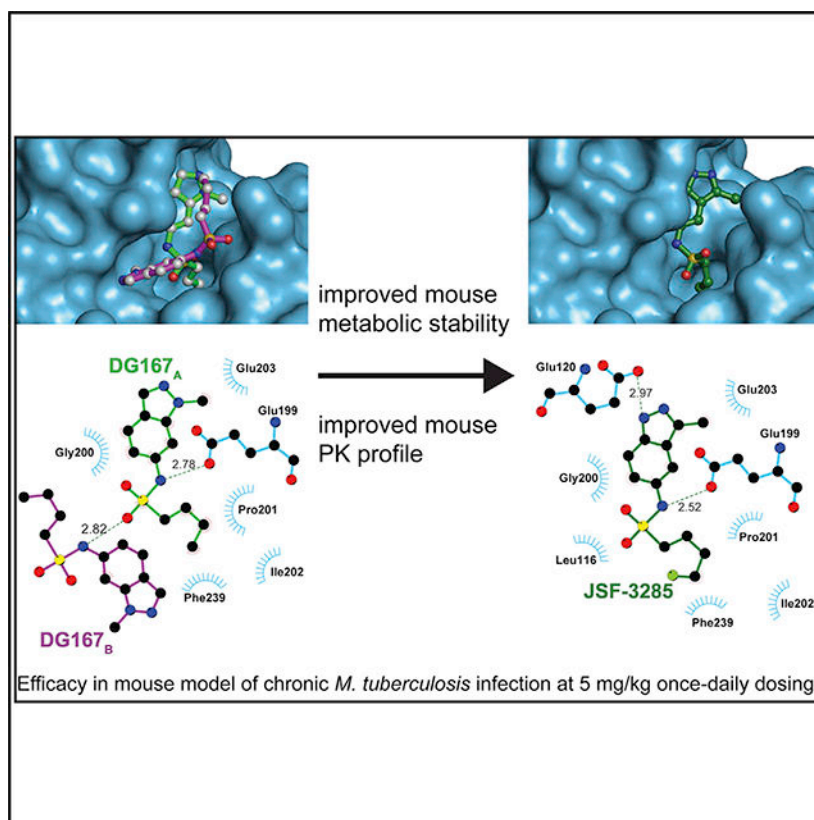 improved mouse
metabolic stability
improved mouse
PK profile
DG167A
Glu203
Glu199
Gly200
2.78
Pro201
2.82
Ile202
Phe239
DG167B
Glu120
2.97
Glu203
Glu199
Gly200
2.52
Pro201
Leu116
JSF-3285
Ile202
Phe239
Efficacy in mouse model of chronic M. tuberculosis infection at 5 mg/kg once-daily dosing